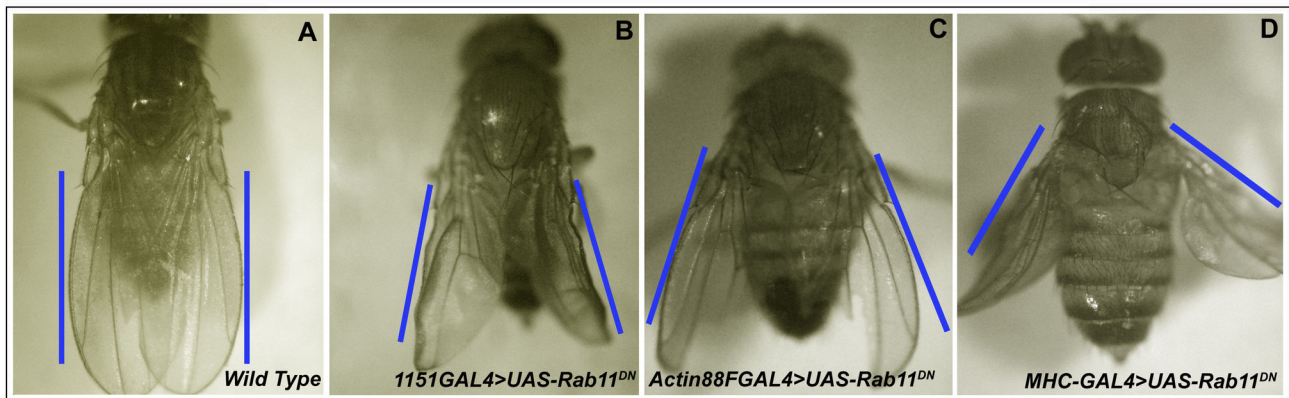 A
B
C
D
Wild Type
1151GAL4>UAS-Rab11DN
Actin88FGAL4>UAS-Rab11DN
MHC-GAL4>UAS-Rab11DN